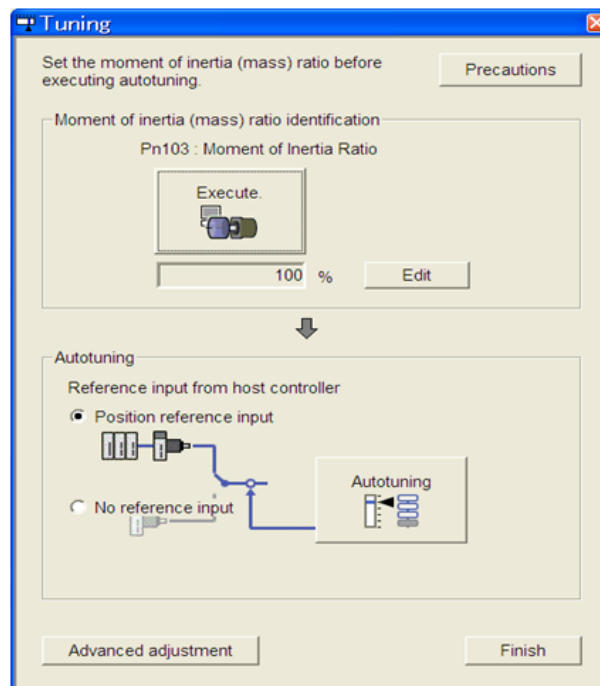 Tuning
Set the moment of inertia (mass) ratio before
executing autotuning.
Precautions
Moment of inertia (mass) ratio identification
Pn103 : Moment of Inertia Ratio
Execute.
100 %
Edit
Autotuning
Reference input from host controller
Position reference input
No reference input
Autotuning
Advanced adjustment
Finish